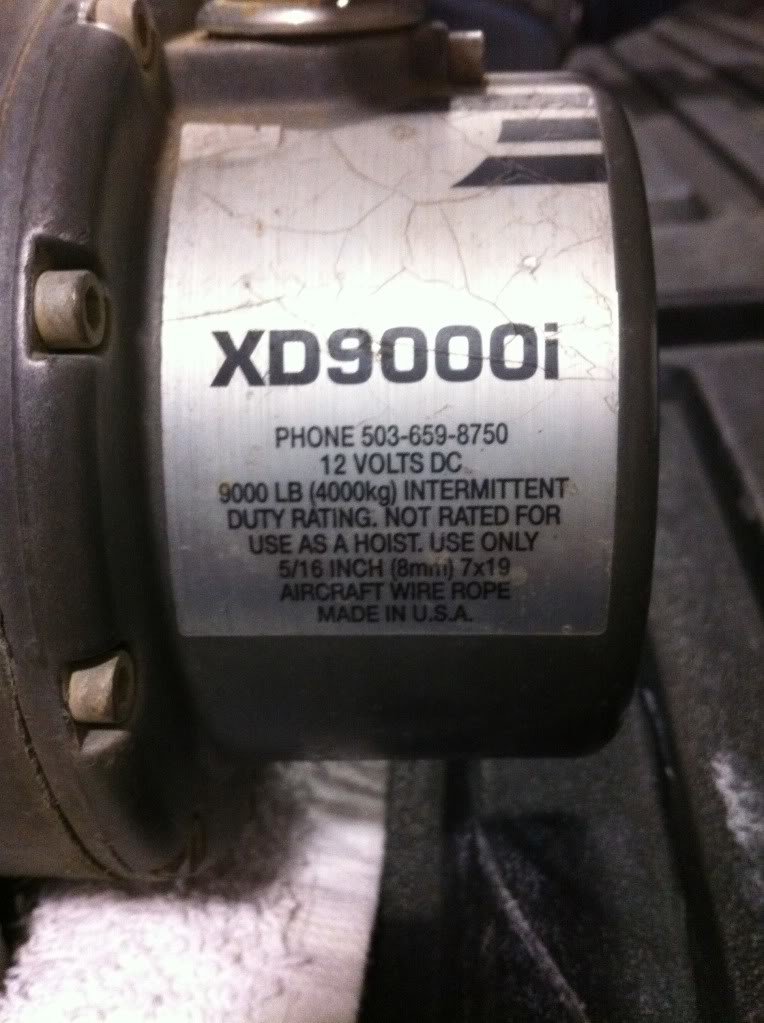 XD9000i
PHONE 503-659-8750
12 VOLTS DC
9000 LB (4000kg) INTERMITTENT
DUTY RATING. NOT RATED FOR
USE AS A HOIST. USE ONLY
5/16 INCH (8mm) 7x19
AIRCRAFT WIRE ROPE
MADE IN U.S.A.